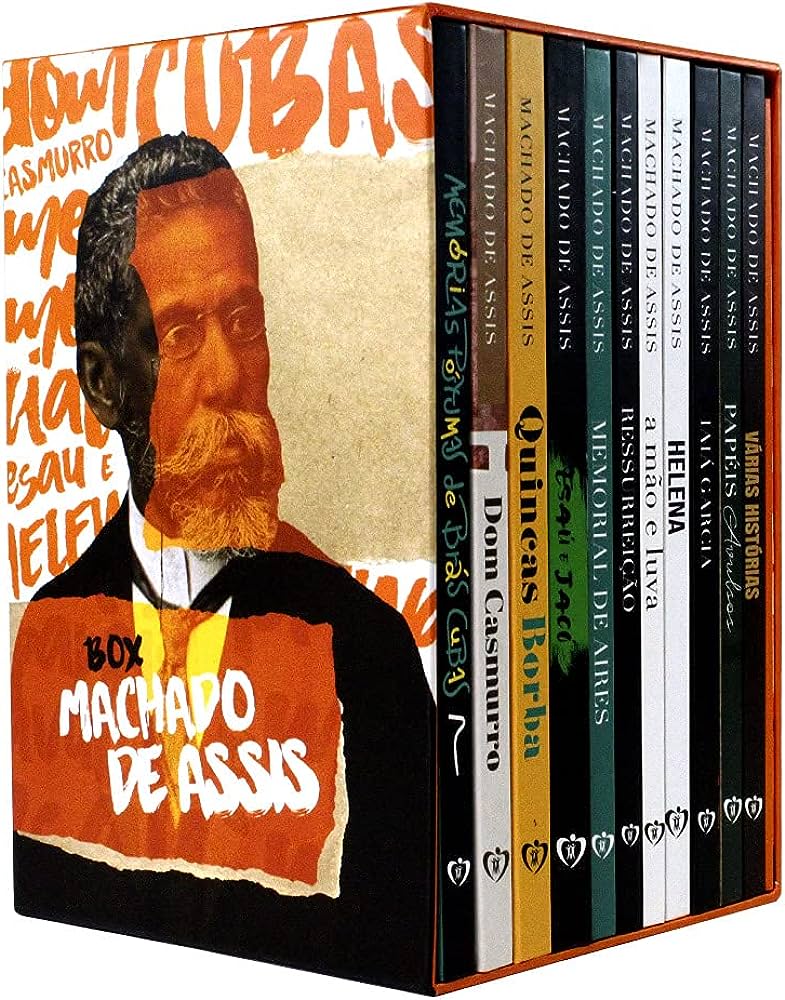 Dom
CUBAS
CASMURRO
esaú e
HELEN
BOX
MACHADO
DE ASSIS
MEMÓRIAS PÓSTUMAS de BRÁS CUBAS
MACHADO DE ASSIS
Dom Casmurro
MACHADO DE ASSIS
Quincas Borba
MACHADO DE ASSIS
ESAÚ E JACÓ
MACHADO DE ASSIS
MEMORIAL DE AIRES
MACHADO DE ASSIS
RESSURREIÇÃO
MACHADO DE ASSIS
a mão e luva
MACHADO DE ASSIS
HELENA
MACHADO DE ASSIS
IAIÁ GARCIA
MACHADO DE ASSIS
PAPÉIS Avulsos
MACHADO DE ASSIS
VÁRIAS HISTÓRIAS